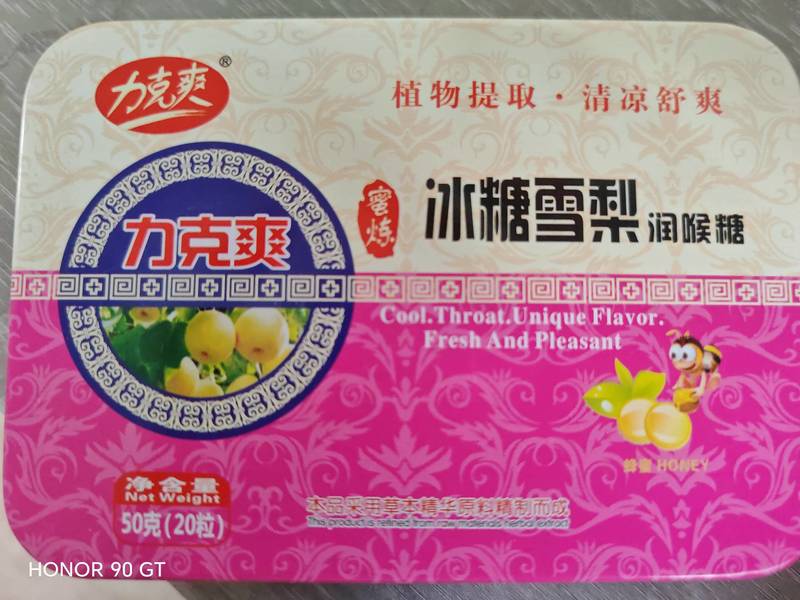 力克爽®
植物提取·清凉舒爽
蜜炼
冰糖雪梨润喉糖
力克爽
Cool.Throat.Unique Flavor.
Fresh And Pleasant
蜂蜜 HONEY
净含量
Net Weight
50克(20粒)
本品采用草本精华原料精制而成
This product is refined from raw materials herbal extract
HONOR 90 GT